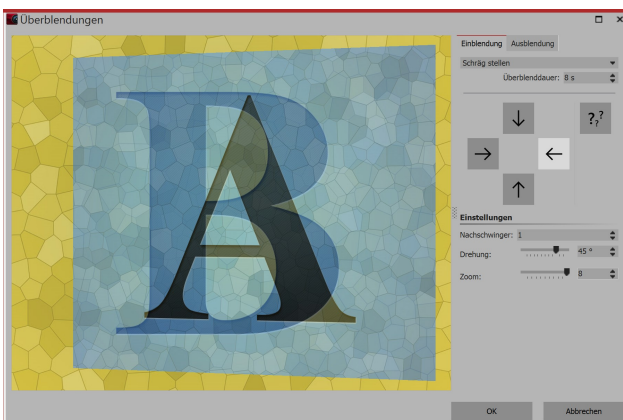 Überblendungen
Einblendung Ausblendung
Schräg stellen
Überblenddauer: 8 s
???
Einstellungen
Nachschwinger: 1
Drehung: 45 °
Zoom: 8
B
A
OK Abbrechen